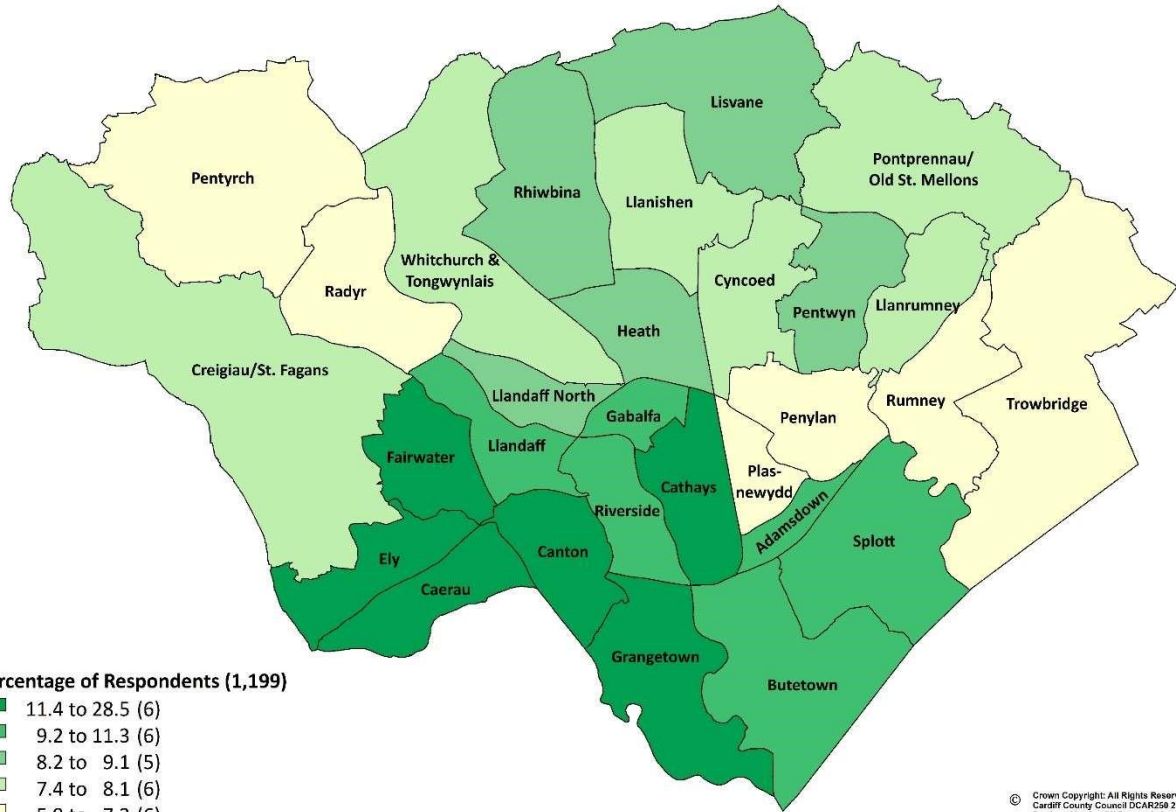 Lisvane
Pontprennau/
Old St. Mellons
Pentyrch
Rhiwbina
Llanishen
Whitchurch &
Tongwynlais
Radyr
Cyncoed
Pentwyn
Llanrumney
Heath
Creigiau/St. Fagans
Llandaff North
Gabalfa
Penylan
Rumney
Trowbridge
Fairwater
Llandaff
Cathays
Plas-
newydd
Riverside
Adamsdown
Splott
Ely
Canton
Caerau
Grangetown
Butetown
rcentage of Respondents (1,199)
11.4 to 28.5 (6)
9.2 to 11.3 (6)
8.2 to 9.1 (5)
7.4 to 8.1 (6)
© Crown Copyright: All Rights Reser
Cardiff County Council DCAR250